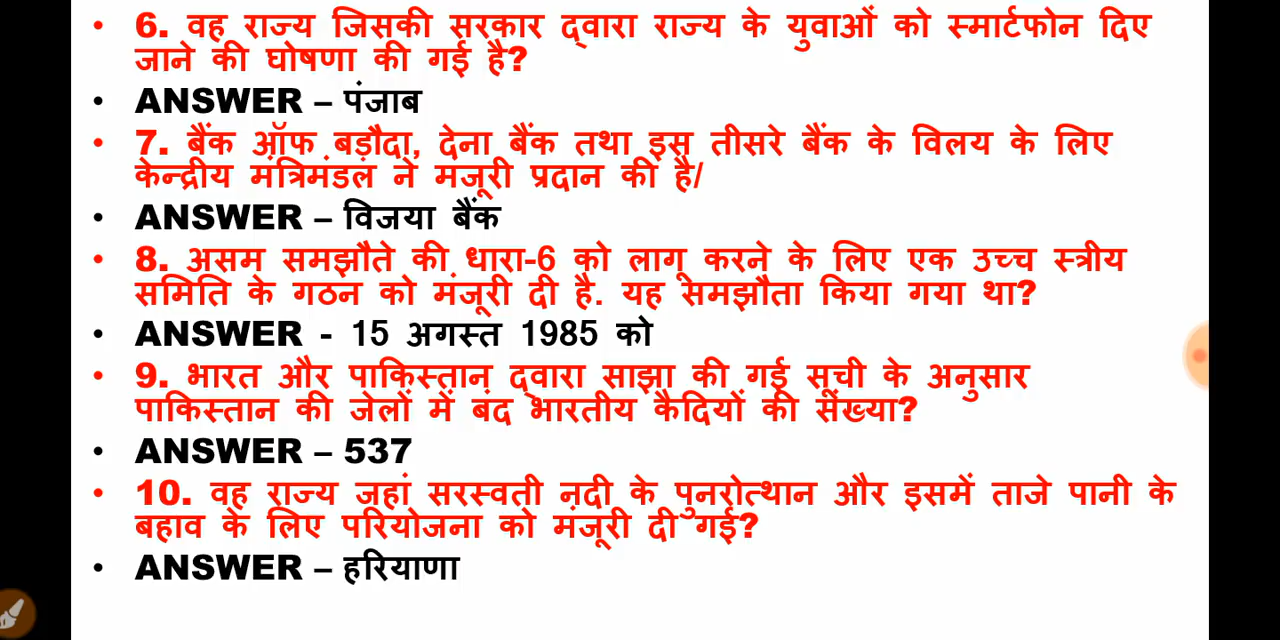 • 6. वह राज्य जिसकी सरकार द्वारा राज्य के युवाओं को स्मार्टफोन दिए
जाने की घोषणा की गई है?
• ANSWER – पंजाब
• 7. बैंक ऑफ बड़ौदा, देना बैंक तथा इस तीसरे बैंक के विलय के लिए
केन्द्रीय मंत्रिमंडल ने मंजूरी प्रदान की है/
• ANSWER – विजया बैंक
• 8. असम समझौते की धारा-6 को लागू करने के लिए एक उच्च स्त्रीय
समिति के गठन को मंजूरी दी है. यह समझौता किया गया था?
• ANSWER - 15 अगस्त 1985 को
• 9. भारत और पाकिस्तान द्वारा साझा की गई सूची के अनुसार
पाकिस्तान की जेलों में बंद भारतीय कैदियों की संख्या?
• ANSWER – 537
• 10. वह राज्य जहां सरस्वती नदी के पुनरोत्थान और इसमें ताजे पानी के
बहाव के लिए परियोजना को मंजूरी दी गई?
• ANSWER – हरियाणा